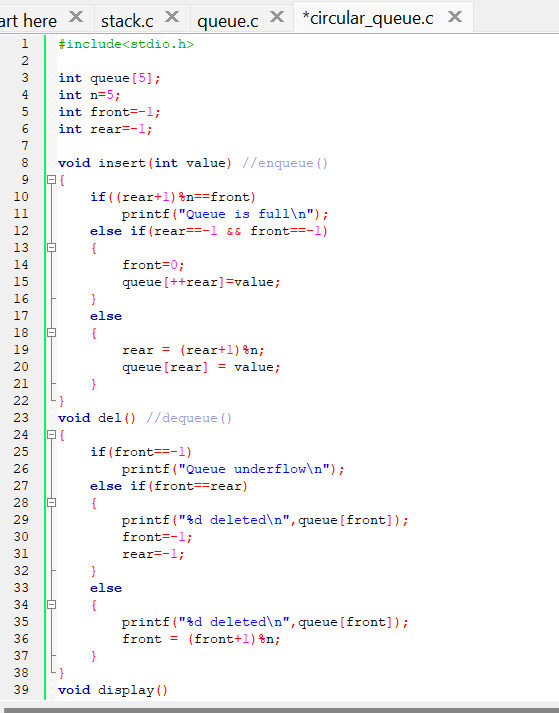 art here × stack.c × queue.c × *circular_queue.c ×
1 #include<stdio.h>
2
3 int queue[5];
4 int n=5;
5 int front=-1;
6 int rear=-1;
7
8 void insert(int value) //enqueue()
9 {
10 if((rear+1)%n==front)
11 printf("Queue is full\n");
12 else if(rear==-1 && front==-1)
13 {
14 front=0;
15 queue[++rear]=value;
16 }
17 else
18 {
19 rear = (rear+1)%n;
20 queue[rear] = value;
21 }
22 }
23 void del() //dequeue()
24 {
25 if(front==-1)
26 printf("Queue underflow\n");
27 else if(front==rear)
28 {
29 printf("%d deleted\n",queue[front]);
30 front=-1;
31 rear=-1;
32 }
33 else
34 {
35 printf("%d deleted\n",queue[front]);
36 front = (front+1)%n;
37 }
38 }
39 void display()